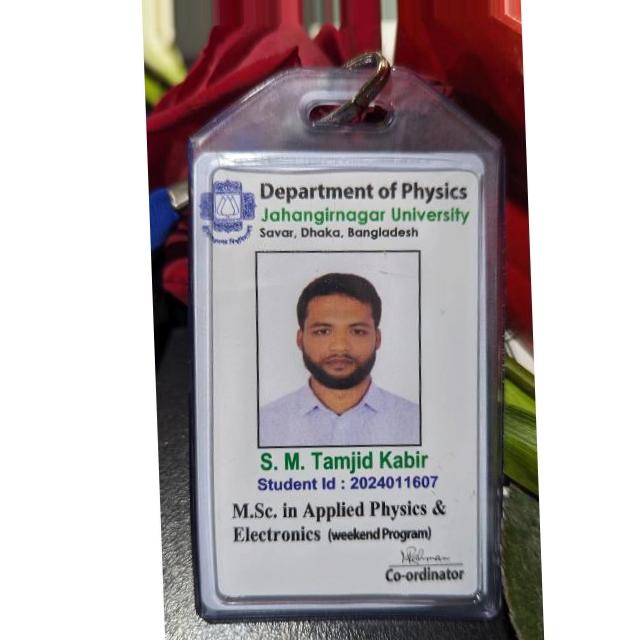 Department of Physics
Jahangirnagar University
Savar, Dhaka, Bangladesh
S. M. Tamjid Kabir
Student Id : 2024011607
M.Sc. in Applied Physics &
Electronics (weekend Program)
Co-ordinator